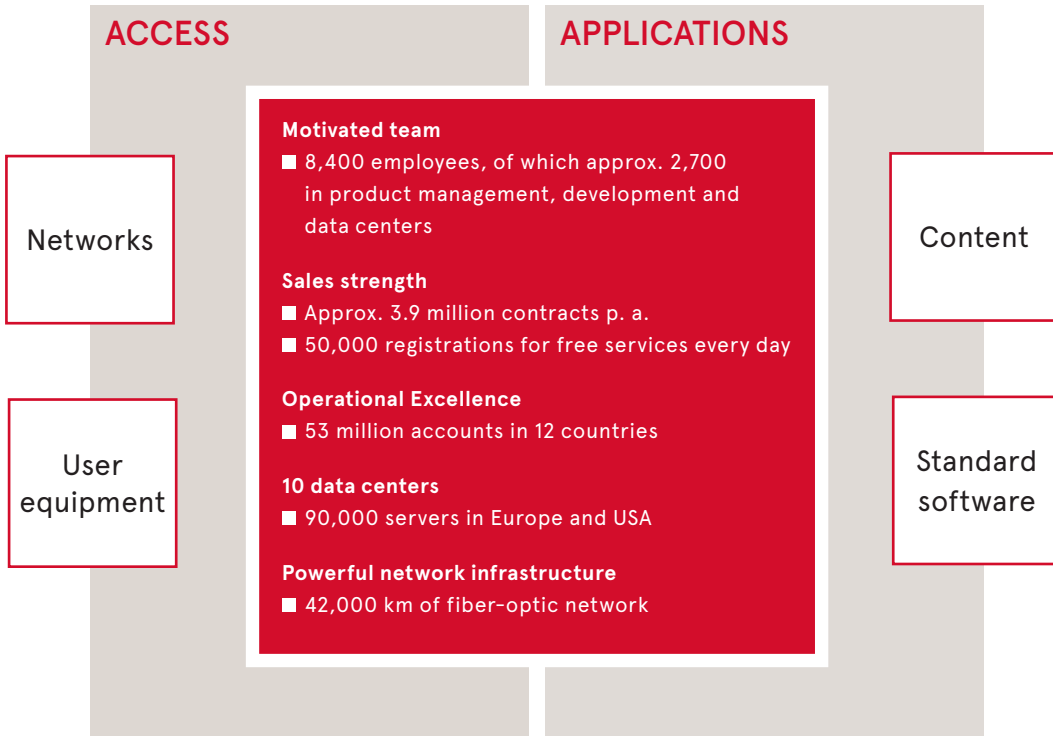 ACCESS
APPLICATIONS
Networks
User
equipment
Motivated team
8,400 employees, of which approx. 2,700
in product management, development and
data centers
Sales strength
Approx. 3.9 million contracts p. a.
50,000 registrations for free services every day
Operational Excellence
53 million accounts in 12 countries
10 data centers
90,000 servers in Europe and USA
Powerful network infrastructure
42,000 km of fiber-optic network
Content
Standard
software